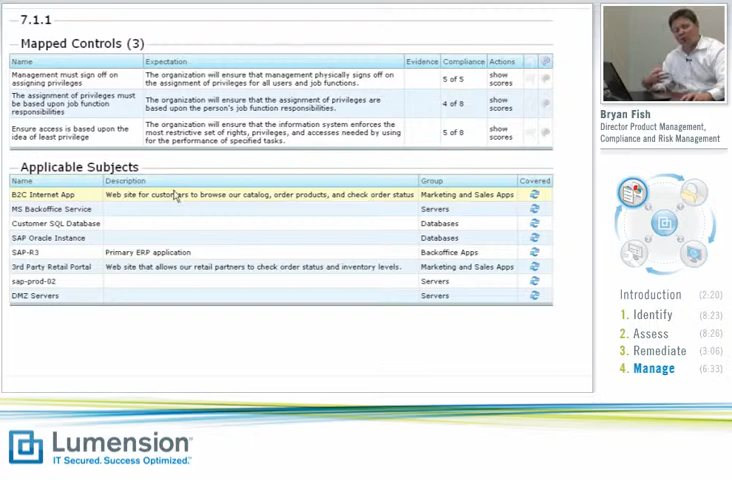 7.1.1
Mapped Controls (3)
Name Expectation Evidence Compliance Actions
Management must sign off on assigning privileges The organization will ensure that management physically signs off on the assignment of privileges for all users and job functions. 5 of 5 show scores
The assignment of privileges must be based upon job function responsibilities The organization will ensure that the assignment of privileges are based upon the person's job function responsibilities. 4 of 8 show scores
Ensure access is based upon the idea of least privilege The organization will ensure that the information system enforces the most restrictive set of rights, privileges, and accesses needed by using for the performance of specified tasks. 5 of 8 show scores
Applicable Subjects
Name Description Group Covered
B2C Internet App Web site for customers to browse our catalog, order products, and check order status Marketing and Sales Apps
MS Backoffice Service Servers
Customer SQL Database Databases
SAP Oracle Instance Databases
SAP-R3 Primary ERP application Backoffice Apps
3rd Party Retail Portal Web site that allows our retail partners to check order status and inventory levels. Marketing and Sales Apps
sap-prod-02 Servers
DMZ Servers Servers
Bryan Fish
Director Product Management,
Compliance and Risk Management
Introduction (2:20)
1. Identify (8:23)
2. Assess (8:26)
3. Remediate (3:06)
4. Manage (6:33)
Lumension
IT Secured. Success Optimized.™